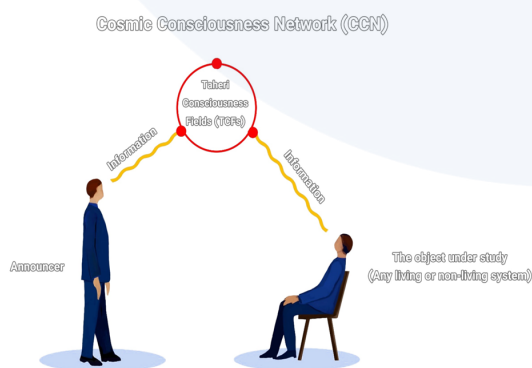 Cosmic Consciousness Network (CCN)
Taheri
Consciousness
Fields (TCFs)
Information
Information
Announcer
The object under study
(Any living or non-living system)